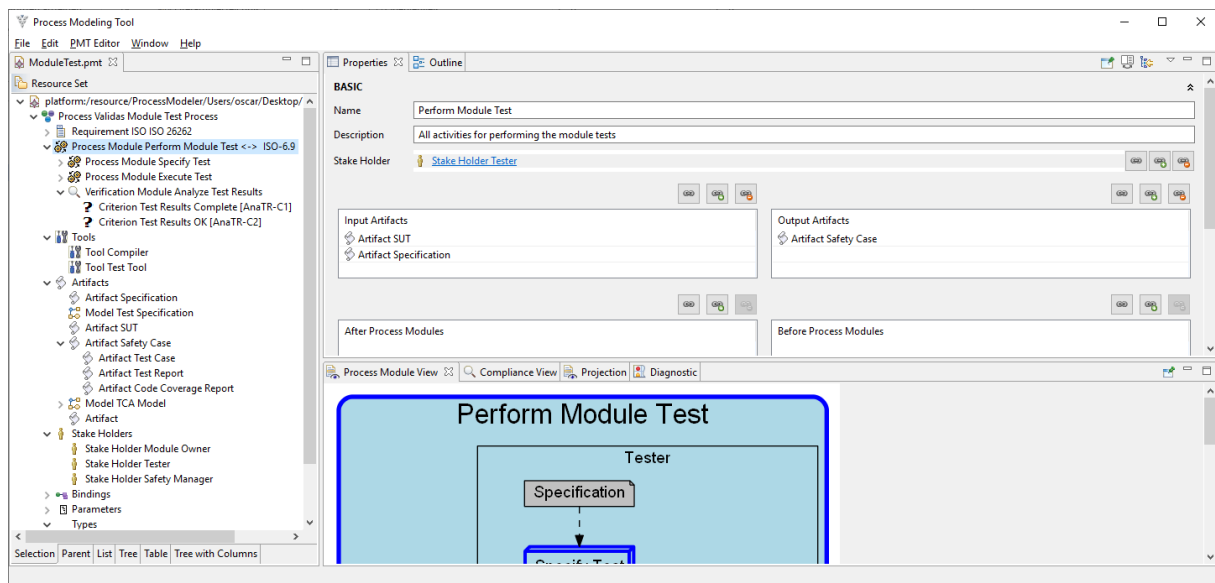 Process Modeling Tool
File Edit PMT Editor Window Help
ModuleTest.pmt
Resource Set
platform:/resource/ProcessModeler/Users/oscar/Desktop/
Process Validas Module Test Process
Requirement ISO ISO 26262
Process Module Perform Module Test <-> ISO-6.9
Process Module Specify Test
Process Module Execute Test
Verification Module Analyze Test Results
Criterion Test Results Complete [AnaTR-C1]
Criterion Test Results OK [AnaTR-C2]
Tools
Tool Compiler
Tool Test Tool
Artifacts
Artifact Specification
Model Test Specification
Artifact SUT
Artifact Safety Case
Artifact Test Case
Artifact Test Report
Artifact Code Coverage Report
Model TCA Model
Artifact
Stake Holders
Stake Holder Module Owner
Stake Holder Tester
Stake Holder Safety Manager
Bindings
Parameters
Types
Selection Parent List Tree Table Tree with Columns
Properties Outline
BASIC
Name Perform Module Test
Description All activities for performing the module tests
Stake Holder Stake Holder Tester
Input Artifacts
Artifact SUT
Artifact Specification
Output Artifacts
Artifact Safety Case
After Process Modules
Before Process Modules
Process Module View Compliance View Projection Diagnostic
Perform Module Test
Tester
Specification
Specify Test